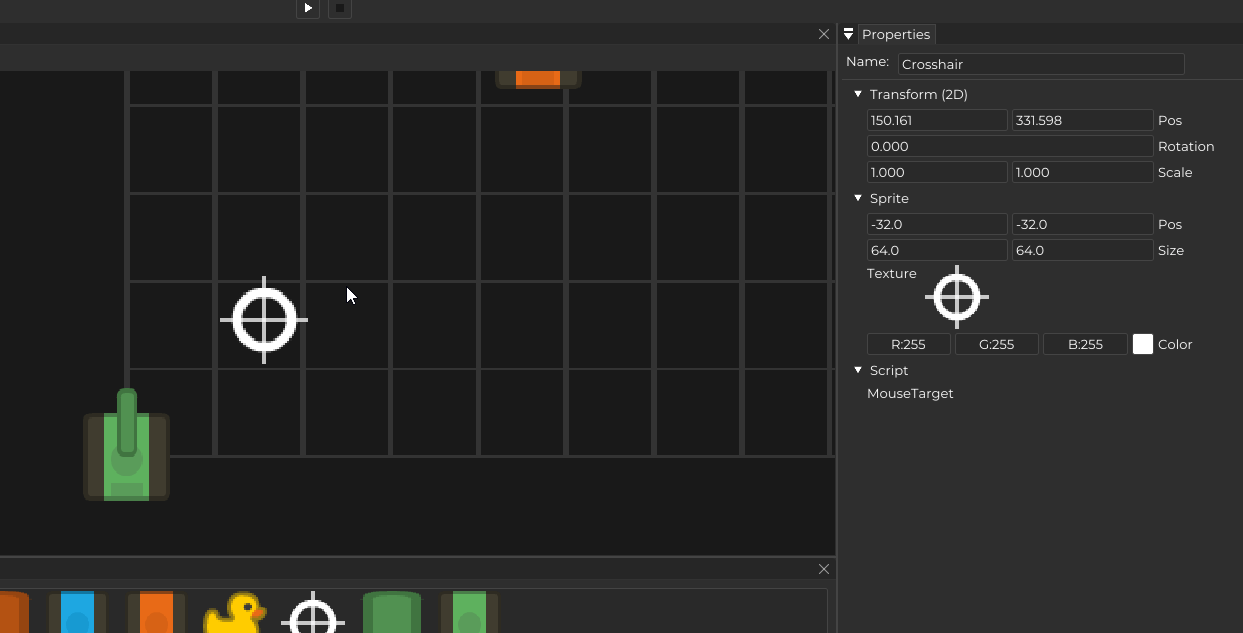 Properties
Name: Crosshair
Transform (2D)
150.161 331.598 Pos
0.000 Rotation
1.000 1.000 Scale
Sprite
-32.0 -32.0 Pos
64.0 64.0 Size
Texture
R:255 G:255 B:255 Color
Script
MouseTarget